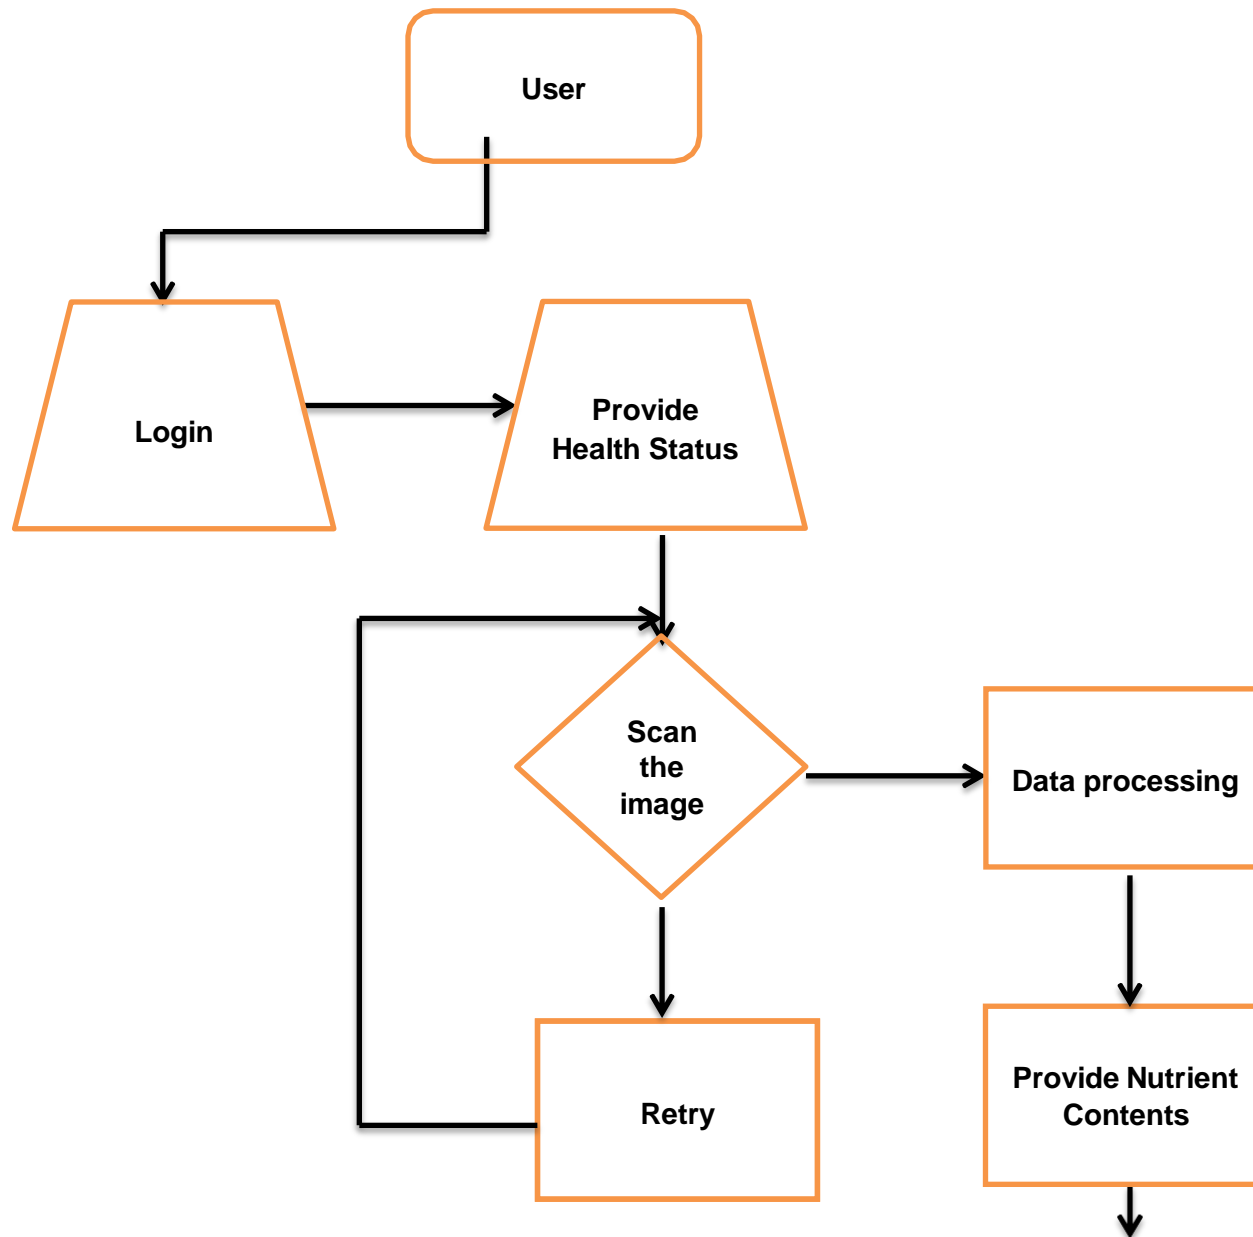 User
Login
Provide
Health Status
Scan
the
image
Data processing
Retry
Provide Nutrient
Contents